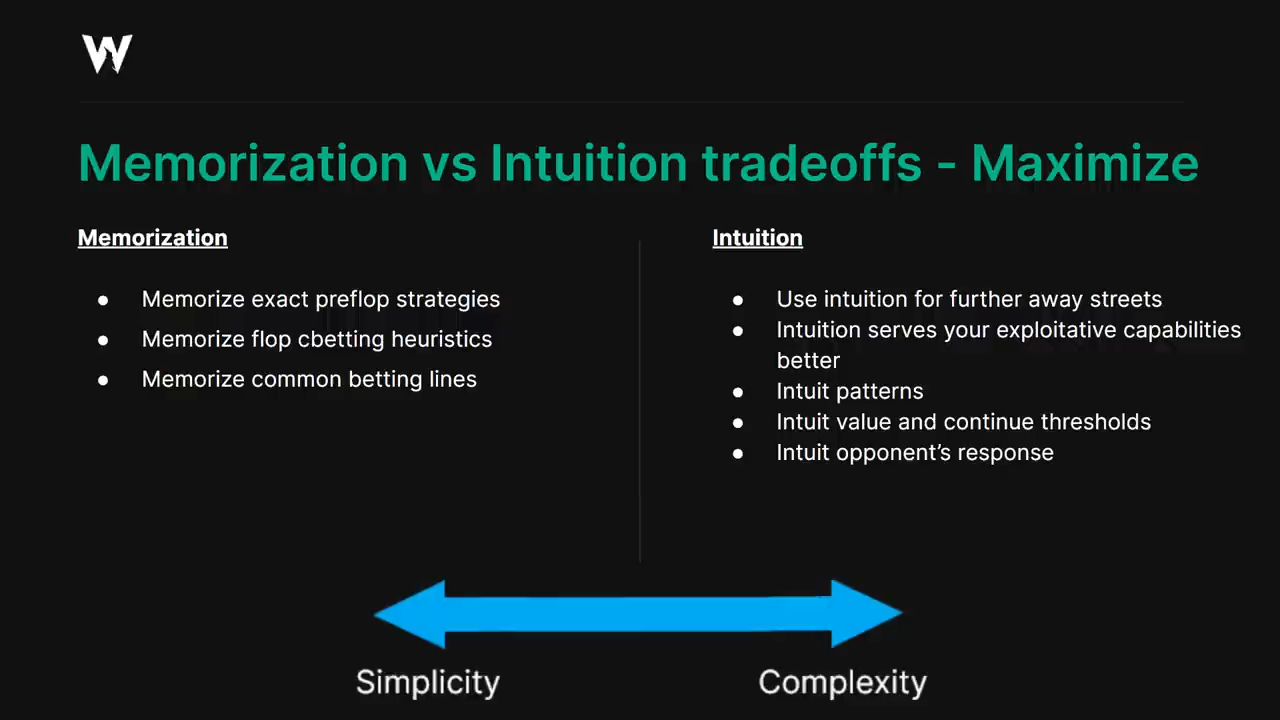 W
Memorization vs Intuition tradeoffs - Maximize
Memorization
● Memorize exact preflop strategies
● Memorize flop cbetting heuristics
● Memorize common betting lines
Intuition
● Use intuition for further away streets
● Intuition serves your exploitative capabilities
better
● Intuit patterns
● Intuit value and continue thresholds
● Intuit opponent’s response
Simplicity
Complexity